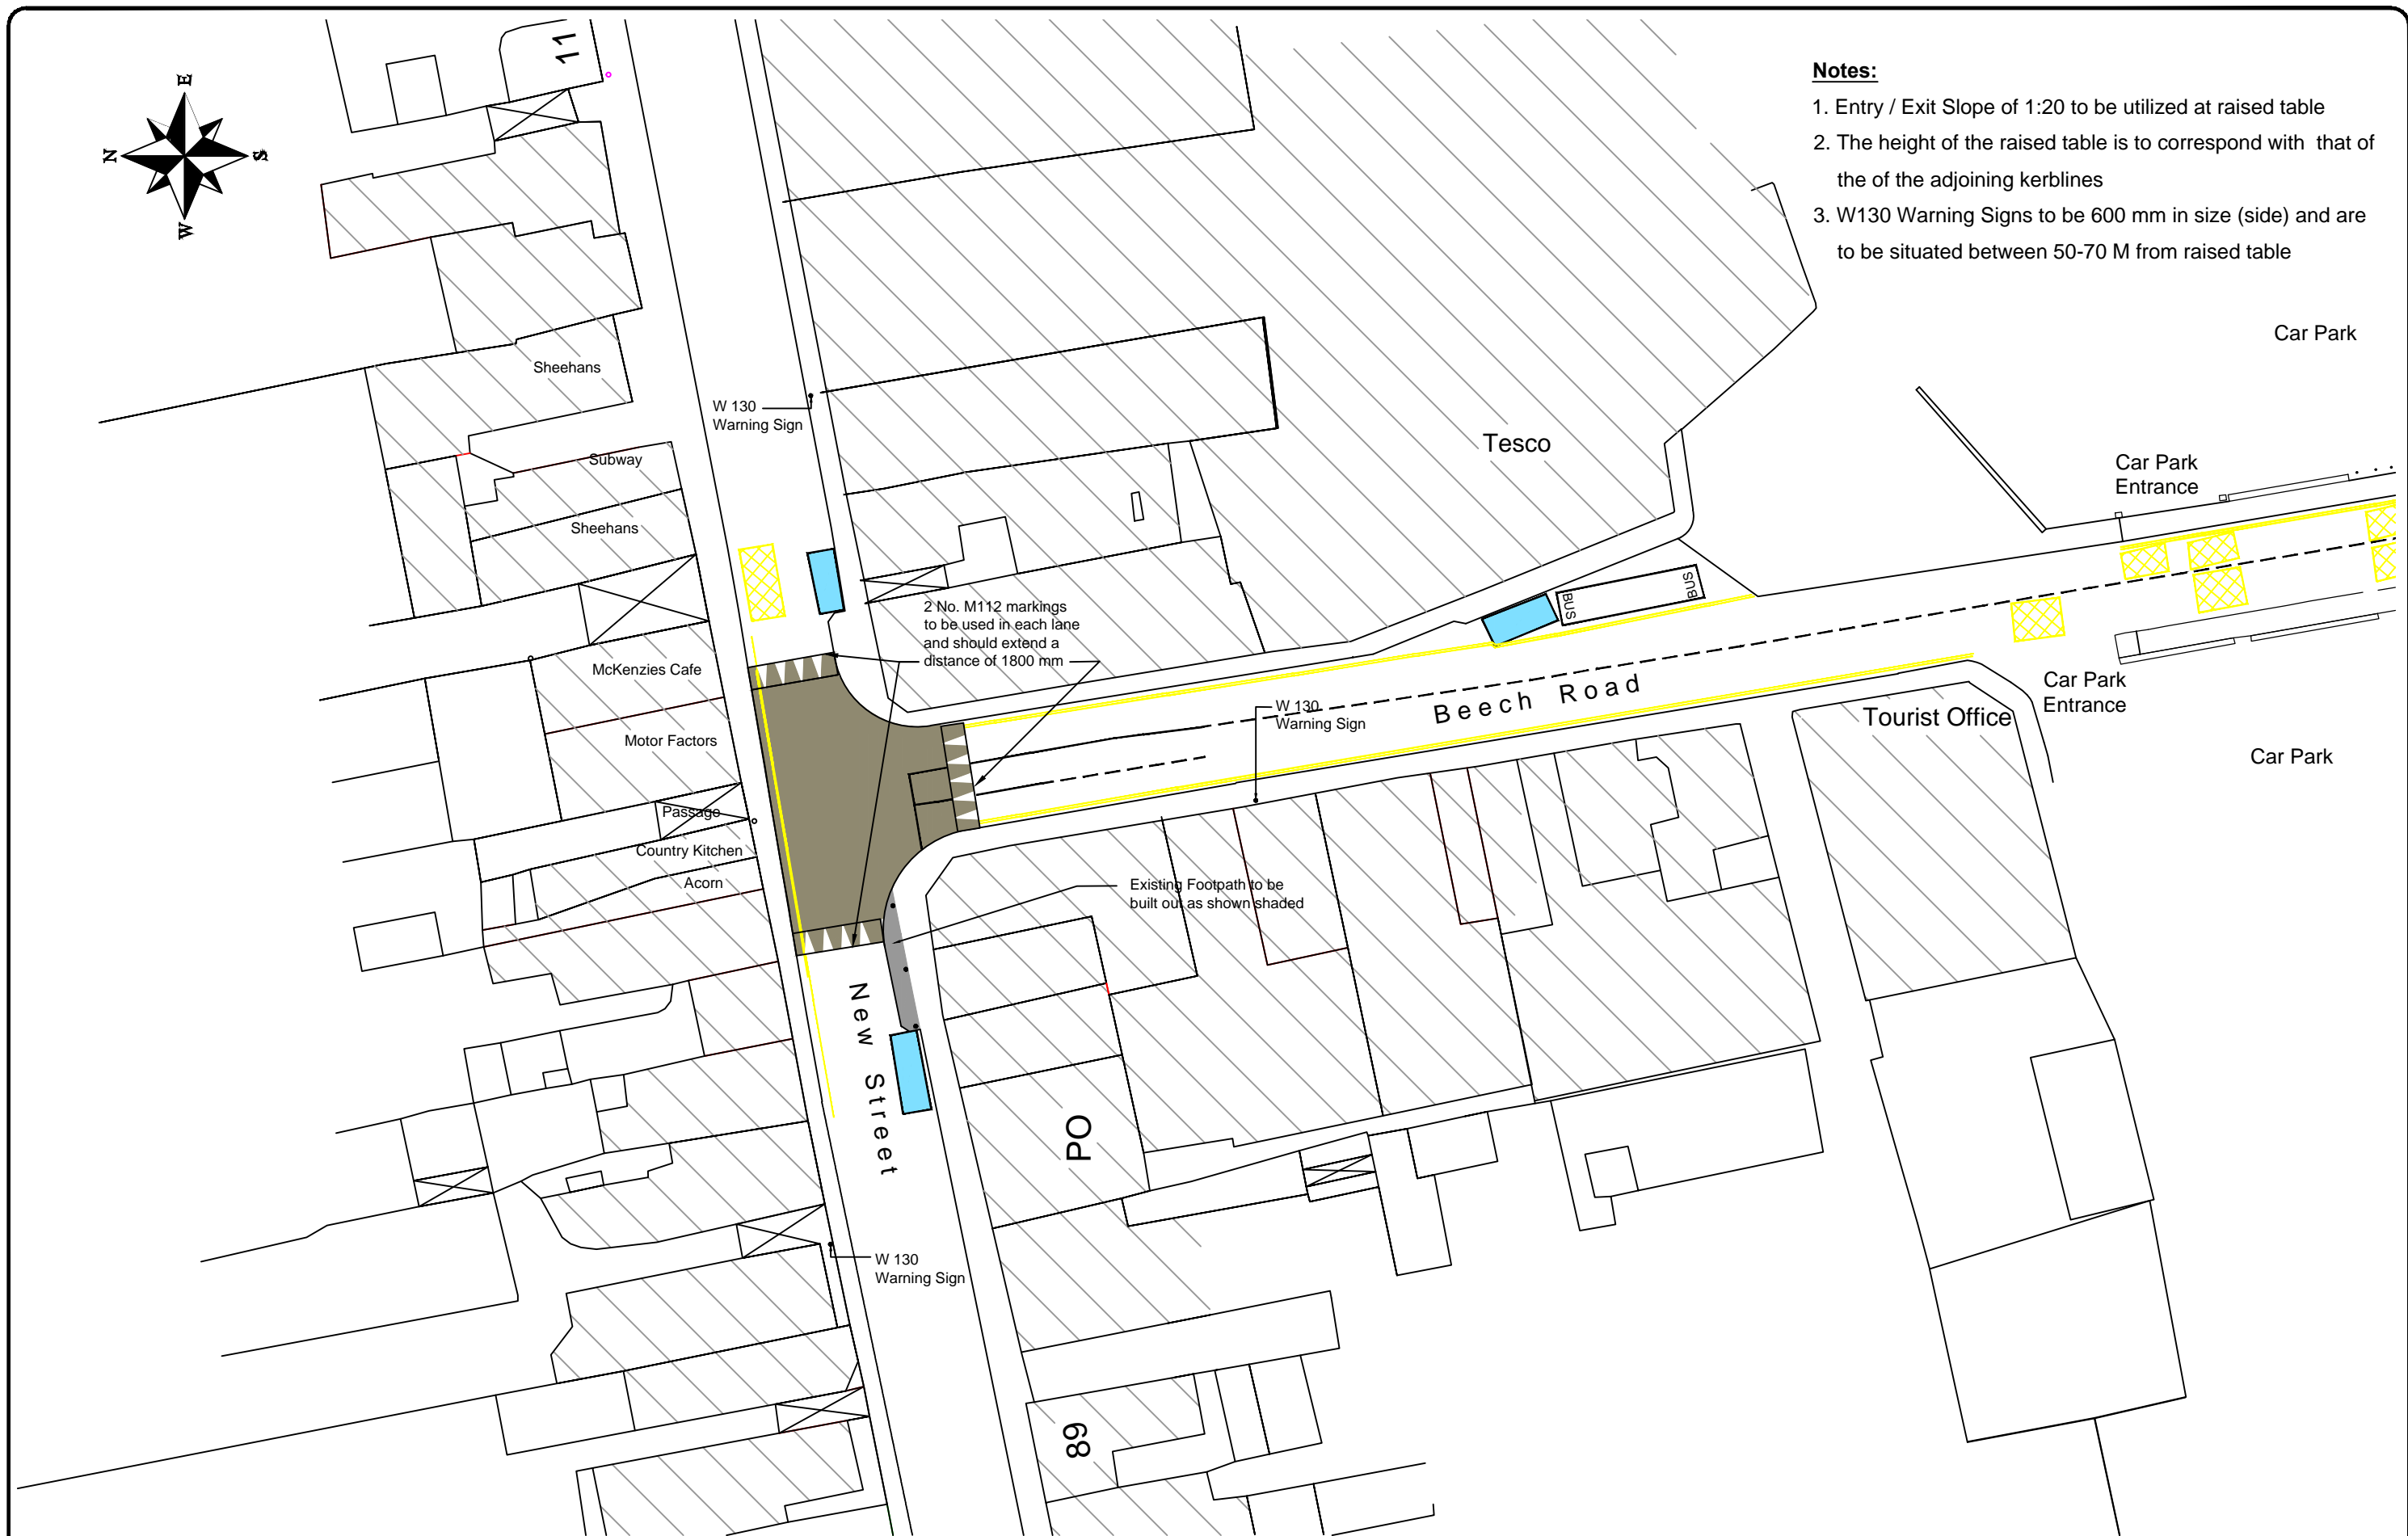 E
N
S
W
11
Notes:
1. Entry / Exit Slope of 1:20 to be utilized at raised table
2. The height of the raised table is to correspond with  that of
the of the adjoining kerblines
3. W130 Warning Signs to be 600 mm in size (side) and are
to be situated between 50-70 M from raised table
Car Park
Sheehans
W 130
Warning Sign
Tesco
Subway
Car Park
Entrance
Sheehans
BUS
BUS
2 No. M112 markings
to be used in each lane
and should extend a
distance of 1800 mm
McKenzies Cafe
Beech Road
Car Park
Entrance
W 130
Warning Sign
Tourist Office
Motor Factors
Car Park
Passage
Country Kitchen
Acorn
Existing Footpath to be
built out as shown shaded
New Street
PO
W 130
Warning Sign
89